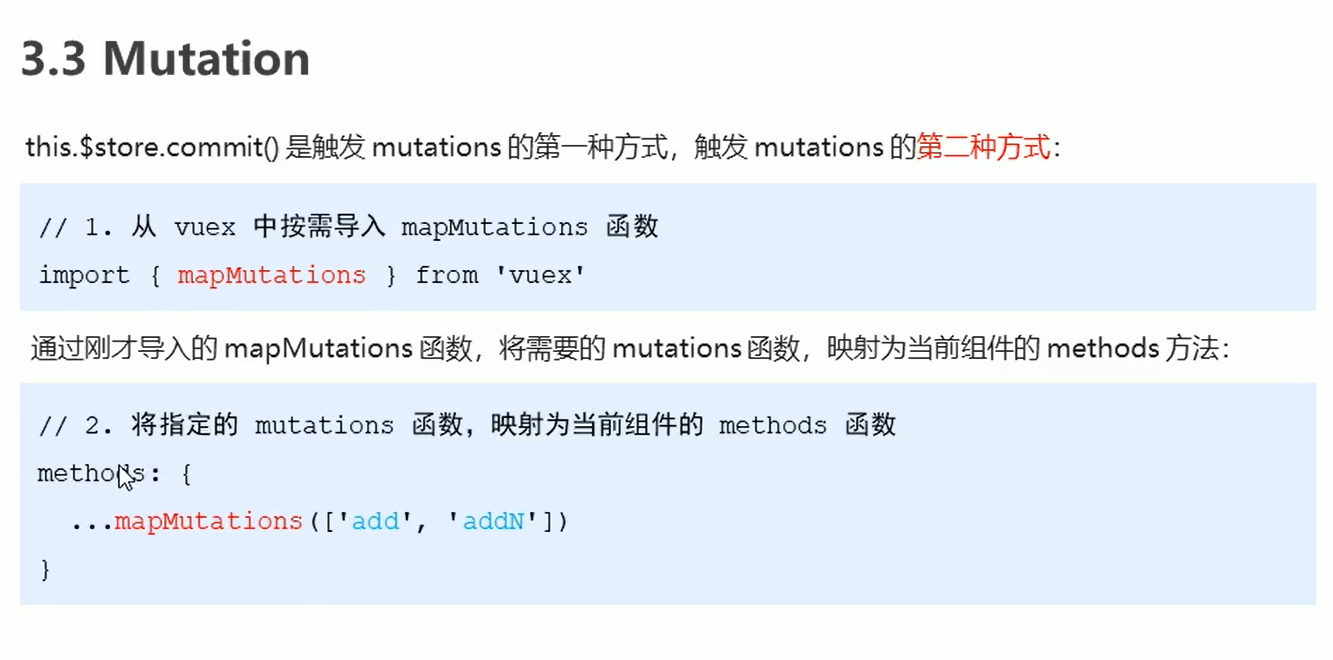 3.3 Mutation
this.$store.commit() 是触发 mutations 的第一种方式，触发 mutations 的第二种方式：
// 1. 从 vuex 中按需导入 mapMutations 函数
import { mapMutations } from 'vuex'
通过刚才导入的 mapMutations 函数，将需要的 mutations 函数，映射为当前组件的 methods 方法：
// 2. 将指定的 mutations 函数，映射为当前组件的 methods 函数
methods: {
  ...mapMutations(['add', 'addN'])
}